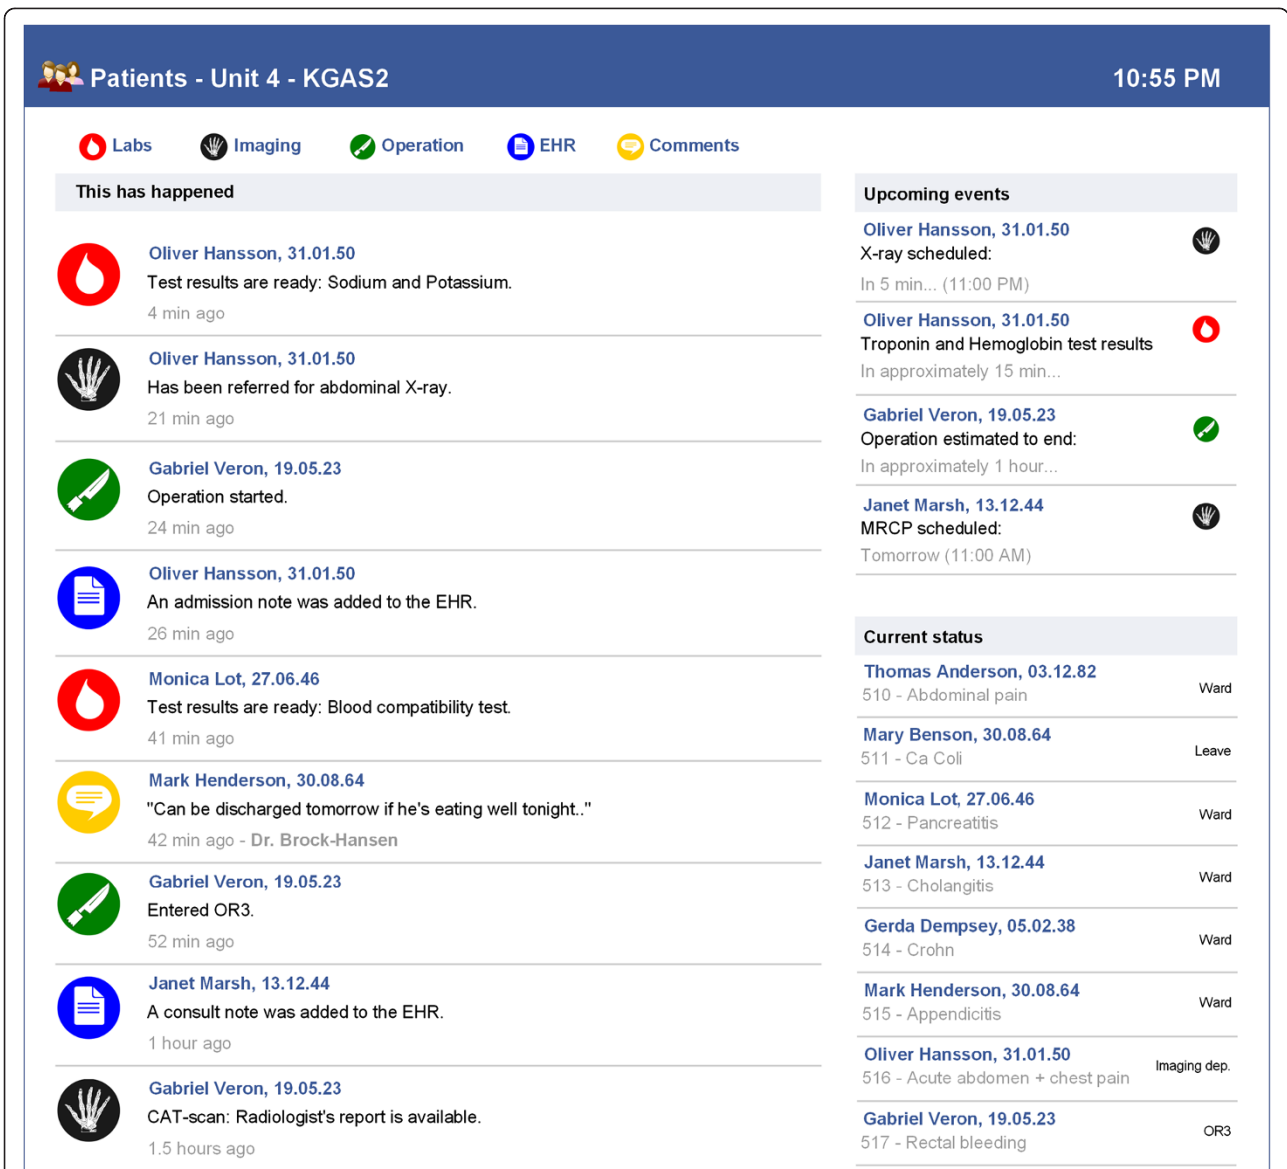 Patients - Unit 4 - KGAS2
10:55 PM
Labs
Imaging
Operation
EHR
Comments
This has happened
Oliver Hansson, 31.01.50
Test results are ready: Sodium and Potassium.
4 min ago
Oliver Hansson, 31.01.50
Has been referred for abdominal X-ray.
21 min ago
Gabriel Veron, 19.05.23
Operation started.
24 min ago
Oliver Hansson, 31.01.50
An admission note was added to the EHR.
26 min ago
Monica Lot, 27.06.46
Test results are ready: Blood compatibility test.
41 min ago
Mark Henderson, 30.08.64
"Can be discharged tomorrow if he's eating well tonight.."
42 min ago - Dr. Brock-Hansen
Gabriel Veron, 19.05.23
Entered OR3.
52 min ago
Janet Marsh, 13.12.44
A consult note was added to the EHR.
1 hour ago
Gabriel Veron, 19.05.23
CAT-scan: Radiologist's report is available.
1.5 hours ago
Upcoming events
Oliver Hansson, 31.01.50
X-ray scheduled:
In 5 min... (11:00 PM)
Oliver Hansson, 31.01.50
Troponin and Hemoglobin test results
In approximately 15 min...
Gabriel Veron, 19.05.23
Operation estimated to end:
In approximately 1 hour...
Janet Marsh, 13.12.44
MRCP scheduled:
Tomorrow (11:00 AM)
Current status
Thomas Anderson, 03.12.82
510 - Abdominal pain
Ward
Mary Benson, 30.08.64
511 - Ca Coli
Leave
Monica Lot, 27.06.46
512 - Pancreatitis
Ward
Janet Marsh, 13.12.44
513 - Cholangitis
Ward
Gerda Dempsey, 05.02.38
514 - Crohn
Ward
Mark Henderson, 30.08.64
515 - Appendicitis
Ward
Oliver Hansson, 31.01.50
516 - Acute abdomen + chest pain
Imaging dep.
Gabriel Veron, 19.05.23
517 - Rectal bleeding
OR3